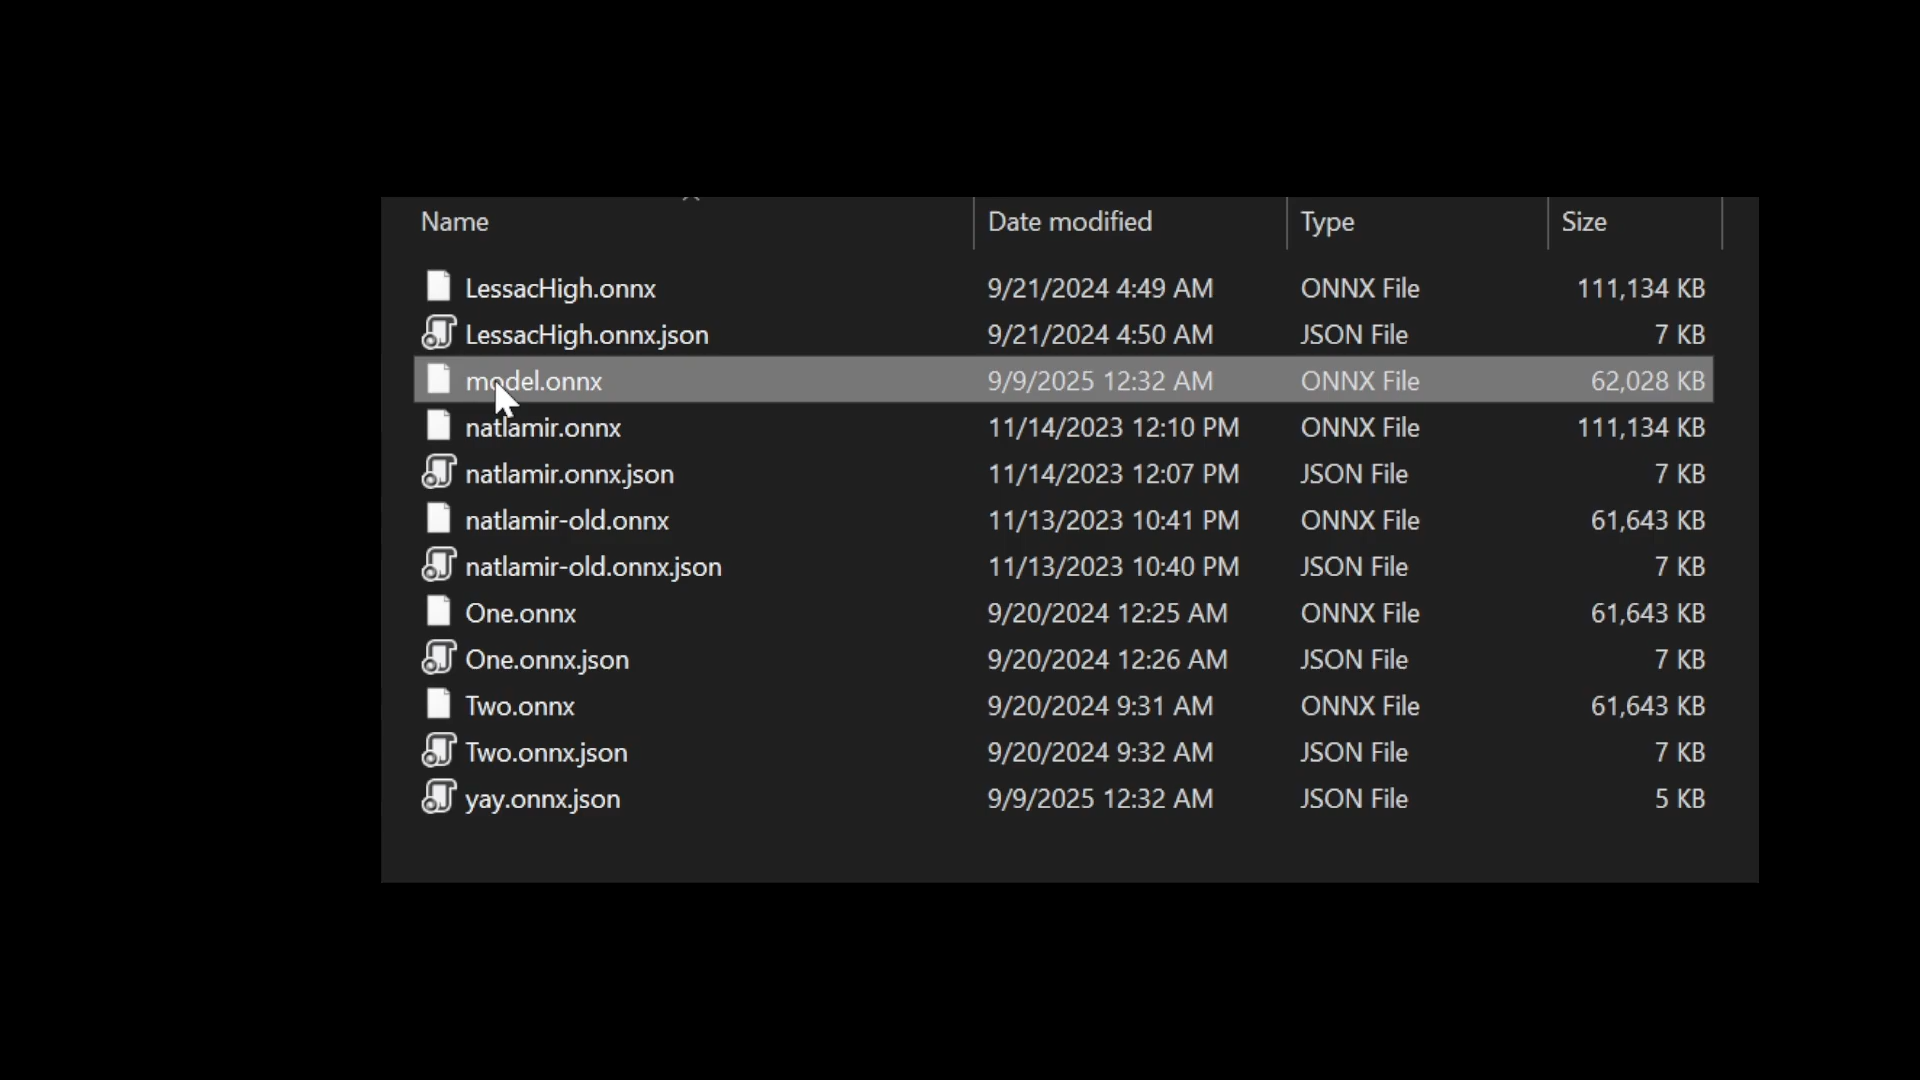 Name Date modified Type Size
LessacHigh.onnx 9/21/2024 4:49 AM ONNX File 111,134 KB
LessacHigh.onnx.json 9/21/2024 4:50 AM JSON File 7 KB
model.onnx 9/9/2025 12:32 AM ONNX File 62,028 KB
natlamir.onnx 11/14/2023 12:10 PM ONNX File 111,134 KB
natlamir.onnx.json 11/14/2023 12:07 PM JSON File 7 KB
natlamir-old.onnx 11/13/2023 10:41 PM ONNX File 61,643 KB
natlamir-old.onnx.json 11/13/2023 10:40 PM JSON File 7 KB
One.onnx 9/20/2024 12:25 AM ONNX File 61,643 KB
One.onnx.json 9/20/2024 12:26 AM JSON File 7 KB
Two.onnx 9/20/2024 9:31 AM ONNX File 61,643 KB
Two.onnx.json 9/20/2024 9:32 AM JSON File 7 KB
yay.onnx.json 9/9/2025 12:32 AM JSON File 5 KB